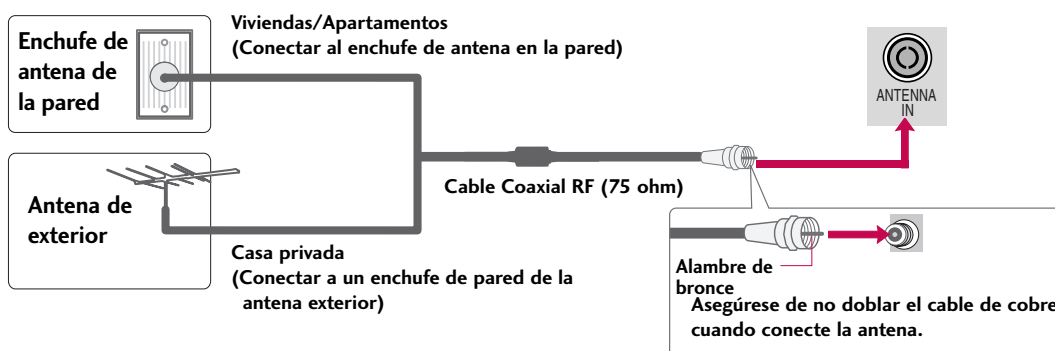 Enchufe de
antena de
la pared
Viviendas/Apartamentos
(Conectar al enchufe de antena en la pared)
ANTENNA
IN
Antena de
exterior
Cable Coaxial RF (75 ohm)
Casa privada
(Conectar a un enchufe de pared de la
antena exterior)
Alambre de
bronce
Asegúrese de no doblar el cable de cobre
cuando conecte la antena.